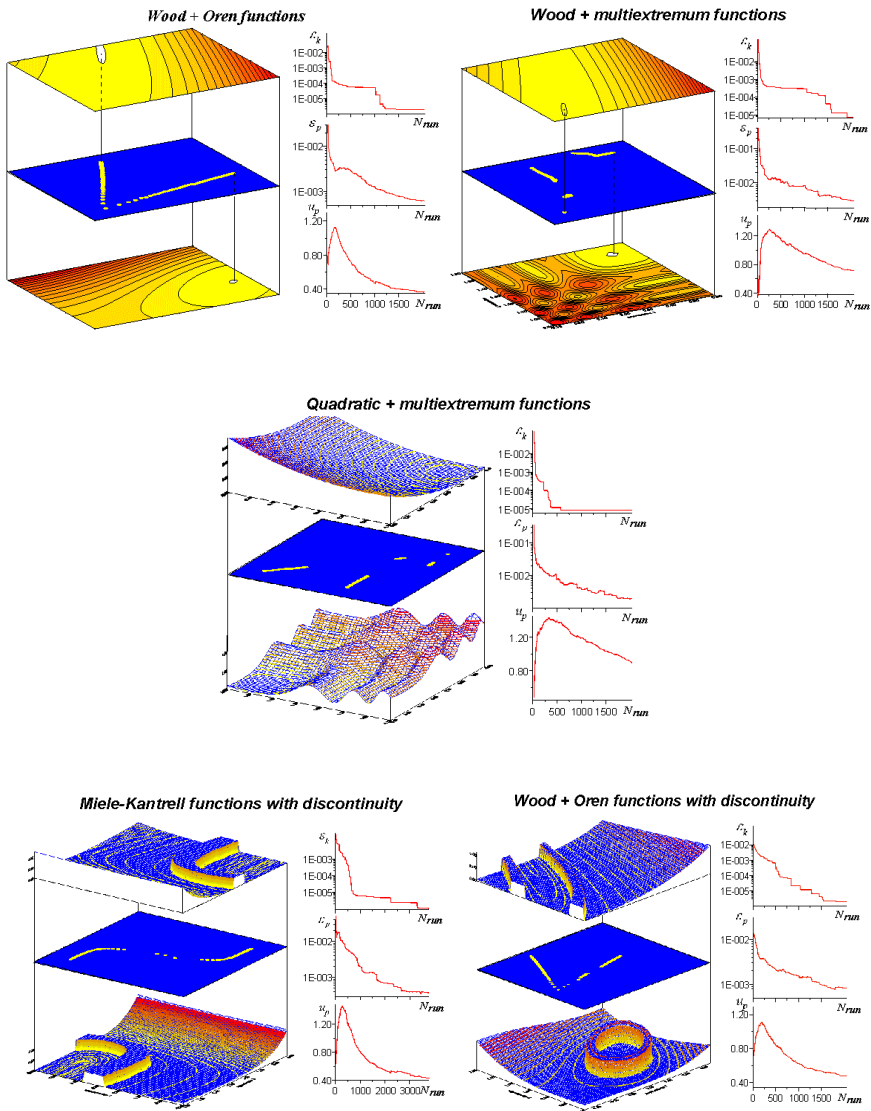 Wood + Oren functions
ε_k
1E-002
1E-003
1E-004
1E-005
N_run
ε_p
1E-002
1E-003
u_p
N_run
1.20
0.80
0.40
0 500 1000 1500 N_run
Wood + multiextremum functions
ε_k
1E-002
1E-003
1E-004
1E-005
N_run
ε_p
1E-001
1E-002
u_p
N_run
1.20
0.80
0.40
0 500 1000 1500 N_run
Quadratic + multiextremum functions
ε_k
1E-002
1E-003
1E-004
1E-005
N_run
ε_p
1E-001
1E-002
u_p
N_run
1.20
0.80
0 500 1000 1500 N_run
Miele-Kantrell functions with discontinuity
ε_k
1E-003
1E-005
N_run
ε_p
1E-002
1E-003
u_p
N_run
1.20
0.80
0.40
0 1000 2000 3000 N_run
Wood + Oren functions with discontinuity
ε_k
1E-002
1E-003
1E-004
1E-005
N_run
ε_p
1E-002
1E-003
u_p
N_run
1.20
0.80
0.40
0 500 1000 1500 N_run